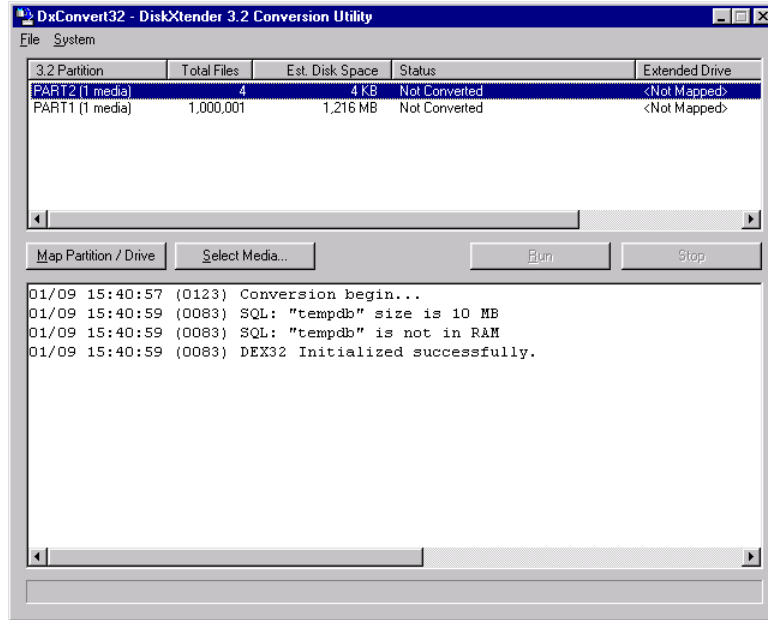 DxConvert32 - DiskXtender 3.2 Conversion Utility
File System
3.2 Partition Total Files Est. Disk Space Status Extended Drive
PART2 (1 media) 4 4 KB Not Converted <Not Mapped>
PART1 (1 media) 1,000,001 1,216 MB Not Converted <Not Mapped>
Map Partition / Drive Select Media... Run Stop
01/09 15:40:57 (0123) Conversion begin...
01/09 15:40:59 (0083) SQL: "tempdb" size is 10 MB
01/09 15:40:59 (0083) SQL: "tempdb" is not in RAM
01/09 15:40:59 (0083) DEX32 Initialized successfully.